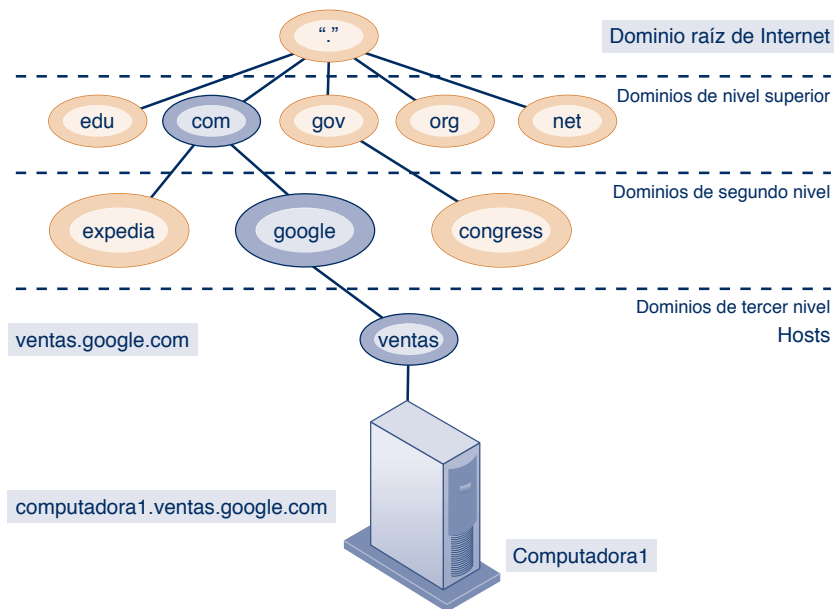 “.”
Dominio raíz de Internet
Dominios de nivel superior
edu
com
gov
org
net
Dominios de segundo nivel
expedia
google
congress
Dominios de tercer nivel
Hosts
ventas.google.com
ventas
computadora1.ventas.google.com
Computadora1